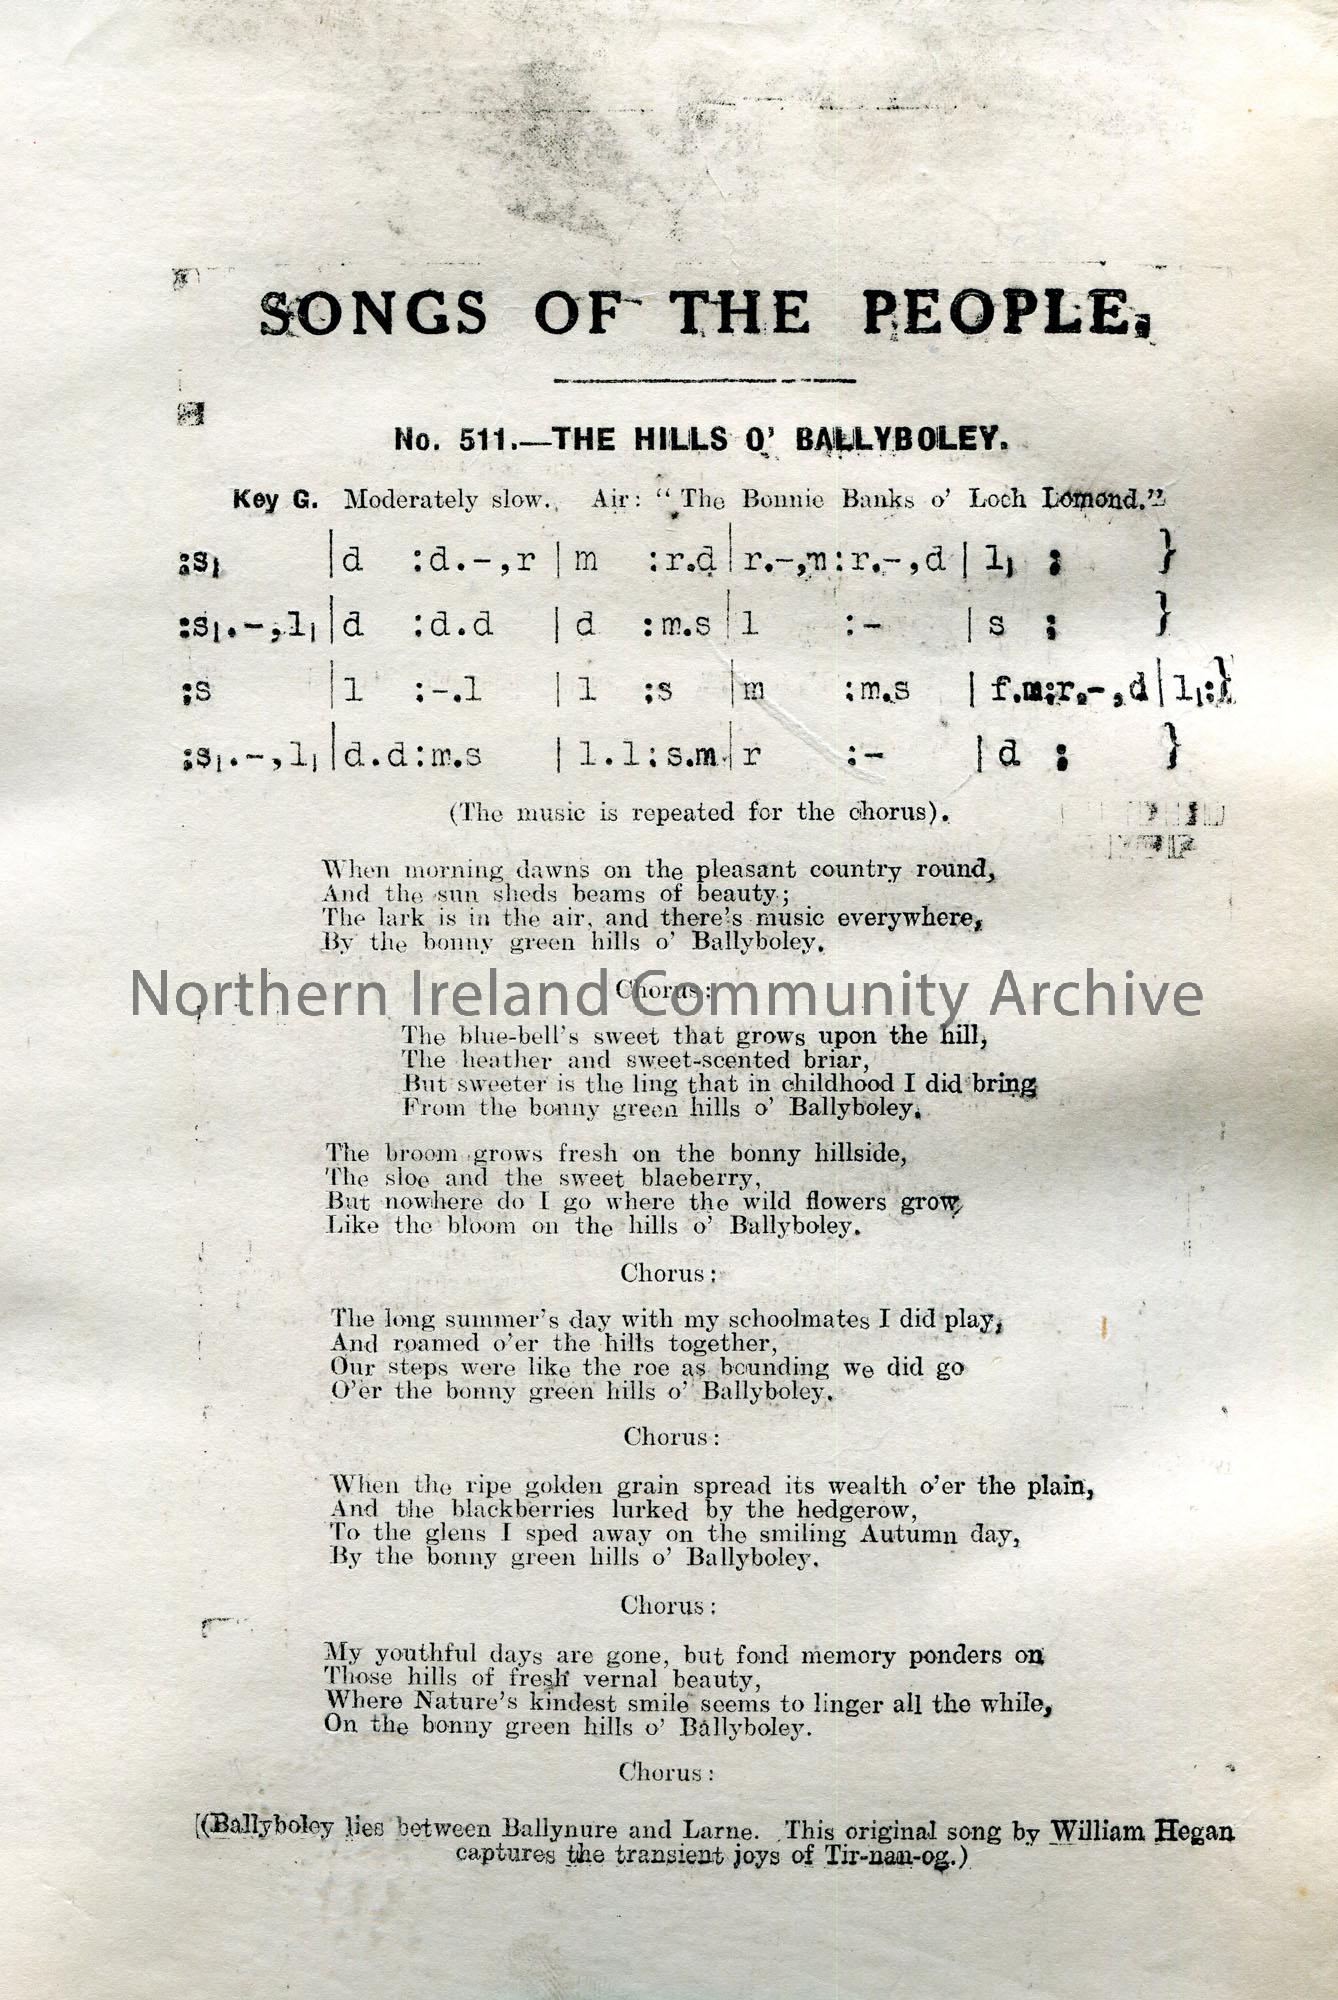 SONGS OF THE PEOPLE.
No. 511.—THE HILLS O' BALLYBOLEY.
Key G. Moderately slow. Air: "The Bonnie Banks o' Loch Lomond."
:s, |d :d.-,r |m :r.d|r.-,m:r.-,d|l, : }
:s,.-,l,|d :d.d |d :m.s|l :- |s : }
:s |l :-.l |l :s |m :m.s |f.m:r.-,d|l,:}
:s,.-,l,|d.d:m.s |l.l:s.m|r :- |d : }
(The music is repeated for the chorus).
When morning dawns on the pleasant country round,
And the sun sheds beams of beauty;
The lark is in the air, and there's music everywhere,
By the bonny green hills o' Ballyboley.
Northern Ireland Community Archive
Chorus:
The blue-bell's sweet that grows upon the hill,
The heather and sweet-scented briar,
But sweeter is the ling that in childhood I did bring
From the bonny green hills o' Ballyboley.
The broom grows fresh on the bonny hillside,
The sloe and the sweet blaeberry,
But nowhere do I go where the wild flowers grow,
Like the bloom on the hills o' Ballyboley.
Chorus:
The long summer's day with my schoolmates I did play,
And roamed o'er the hills together,
Our steps were like the roe as bounding we did go
O'er the bonny green hills o' Ballyboley.
Chorus:
When the ripe golden grain spread its wealth o'er the plain,
And the blackberries lurked by the hedgerow,
To the glens I sped away on the smiling Autumn day,
By the bonny green hills o' Ballyboley.
Chorus:
My youthful days are gone, but fond memory ponders on
Those hills of fresh vernal beauty,
Where Nature's kindest smile seems to linger all the while,
On the bonny green hills o' Ballyboley.
Chorus:
[(Ballyboley lies between Ballynure and Larne. This original song by William Hegan
captures the transient joys of Tir-nan-og.)